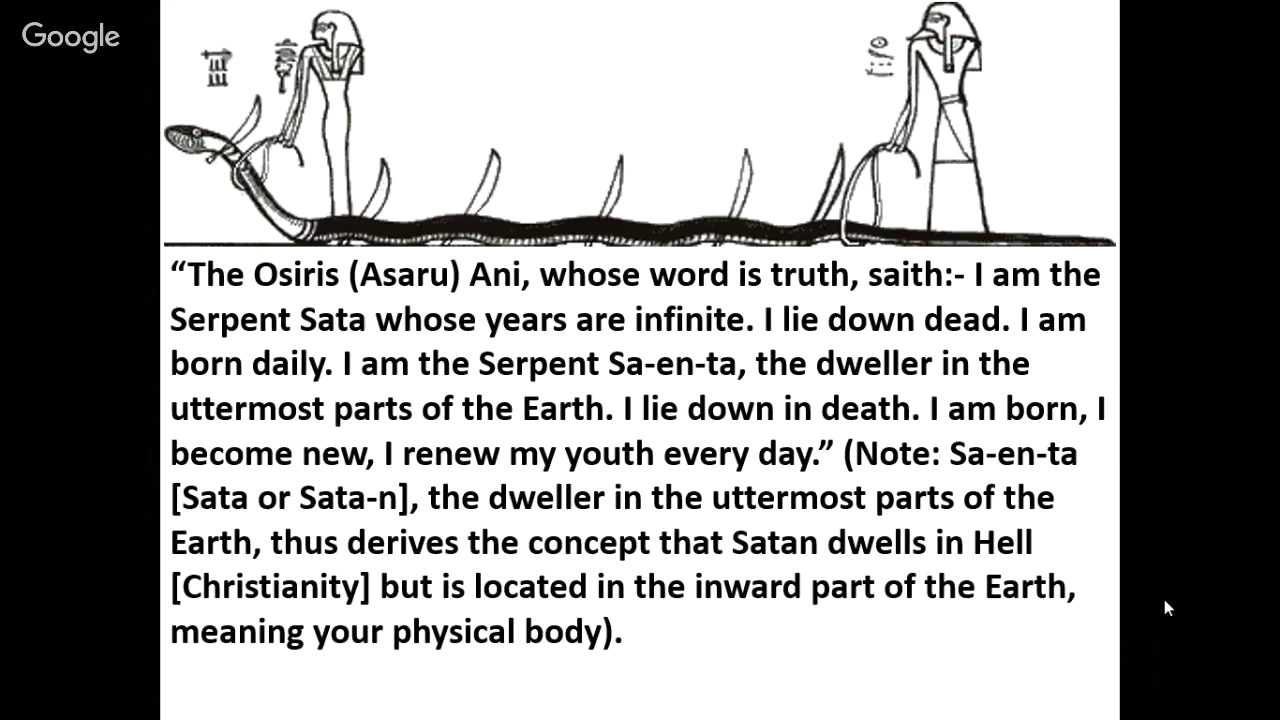 Google
“The Osiris (Asaru) Ani, whose word is truth, saith:- I am the
Serpent Sata whose years are infinite. I lie down dead. I am
born daily. I am the Serpent Sa-en-ta, the dweller in the
uttermost parts of the Earth. I lie down in death. I am born, I
become new, I renew my youth every day.” (Note: Sa-en-ta
[Sata or Sata-n], the dweller in the uttermost parts of the
Earth, thus derives the concept that Satan dwells in Hell
[Christianity] but is located in the inward part of the Earth,
meaning your physical body).